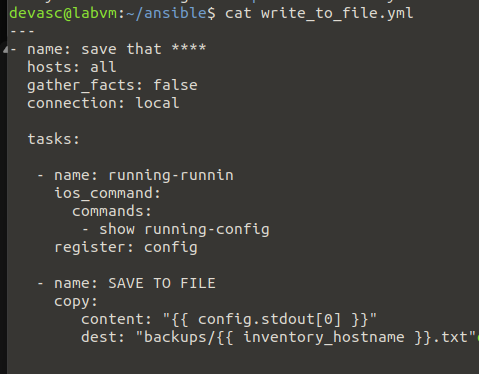 devasc@labvm:~/ansible$ cat write_to_file.yml
---
- name: save that ****
  hosts: all
  gather_facts: false
  connection: local

  tasks:

   - name: running-runnin
     ios_command:
       commands:
        - show running-config
     register: config

   - name: SAVE TO FILE
     copy:
        content: "{{ config.stdout[0] }}"
        dest: "backups/{{ inventory_hostname }}.txt"